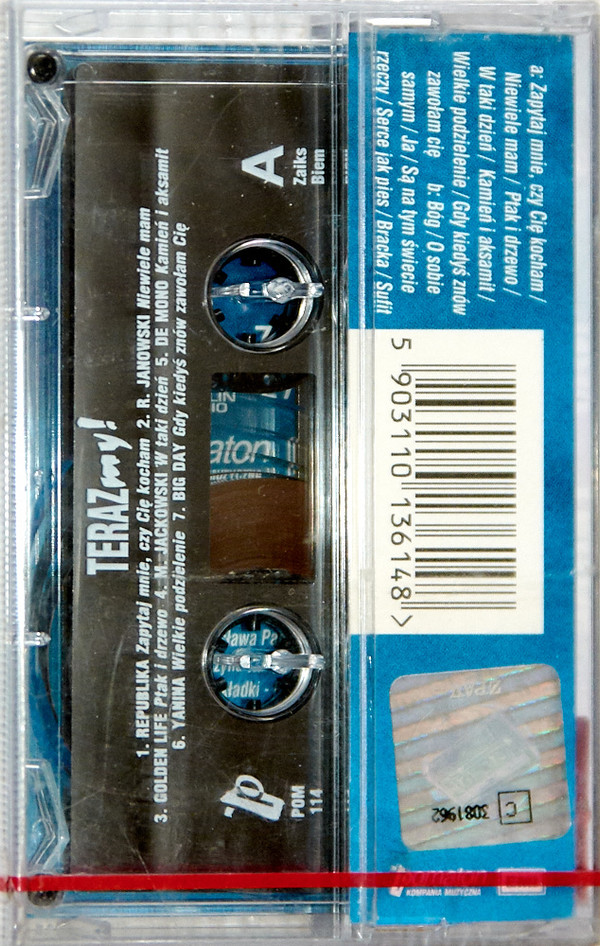 TERAZ my!
1. REPUBLIKA Zapytaj mnie, czy Cię kocham 2. R. JANOWSKI Niewiele mam
3. GOLDEN LIFE Ptak i drzewo 4. M. JACKOWSKI W taki dzień 5. DE MONO Kamień i aksamit
6. YANINA Wielkie podzielenie 7. BIG DAY Gdy kiedyś znów zawołam Cię
A
Zaiks
Biem
POM
114
a: Zapytaj mnie, czy Cię kocham /
Niewiele mam / Ptak i drzewo /
W taki dzień / Kamień i aksamit /
Wielkie podzielenie / Gdy kiedyś znów
zawołam cię b: Bóg / O sobie
samym / Ja / Są na tym świecie
rzeczy / Serce jak pies / Bracka / Sufit
5 903110 136148 >
ZPAV
C
3081962
KOMPANIA MUZYCZNA